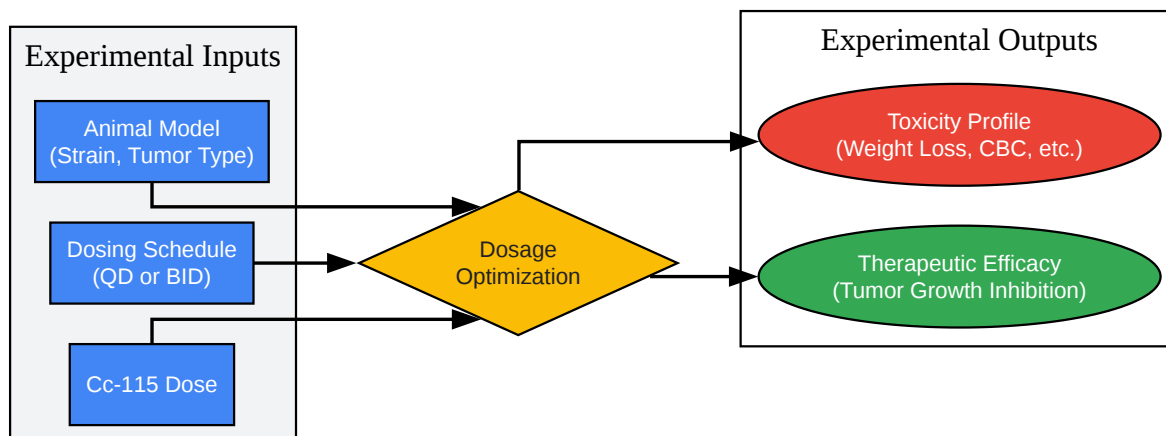 Experimental Inputs
Animal Model
(Strain, Tumor Type)
Dosing Schedule
(QD or BID)
Cc-115 Dose
Dosage
Optimization
Experimental Outputs
Toxicity Profile
(Weight Loss, CBC, etc.)
Therapeutic Efficacy
(Tumor Growth Inhibition)